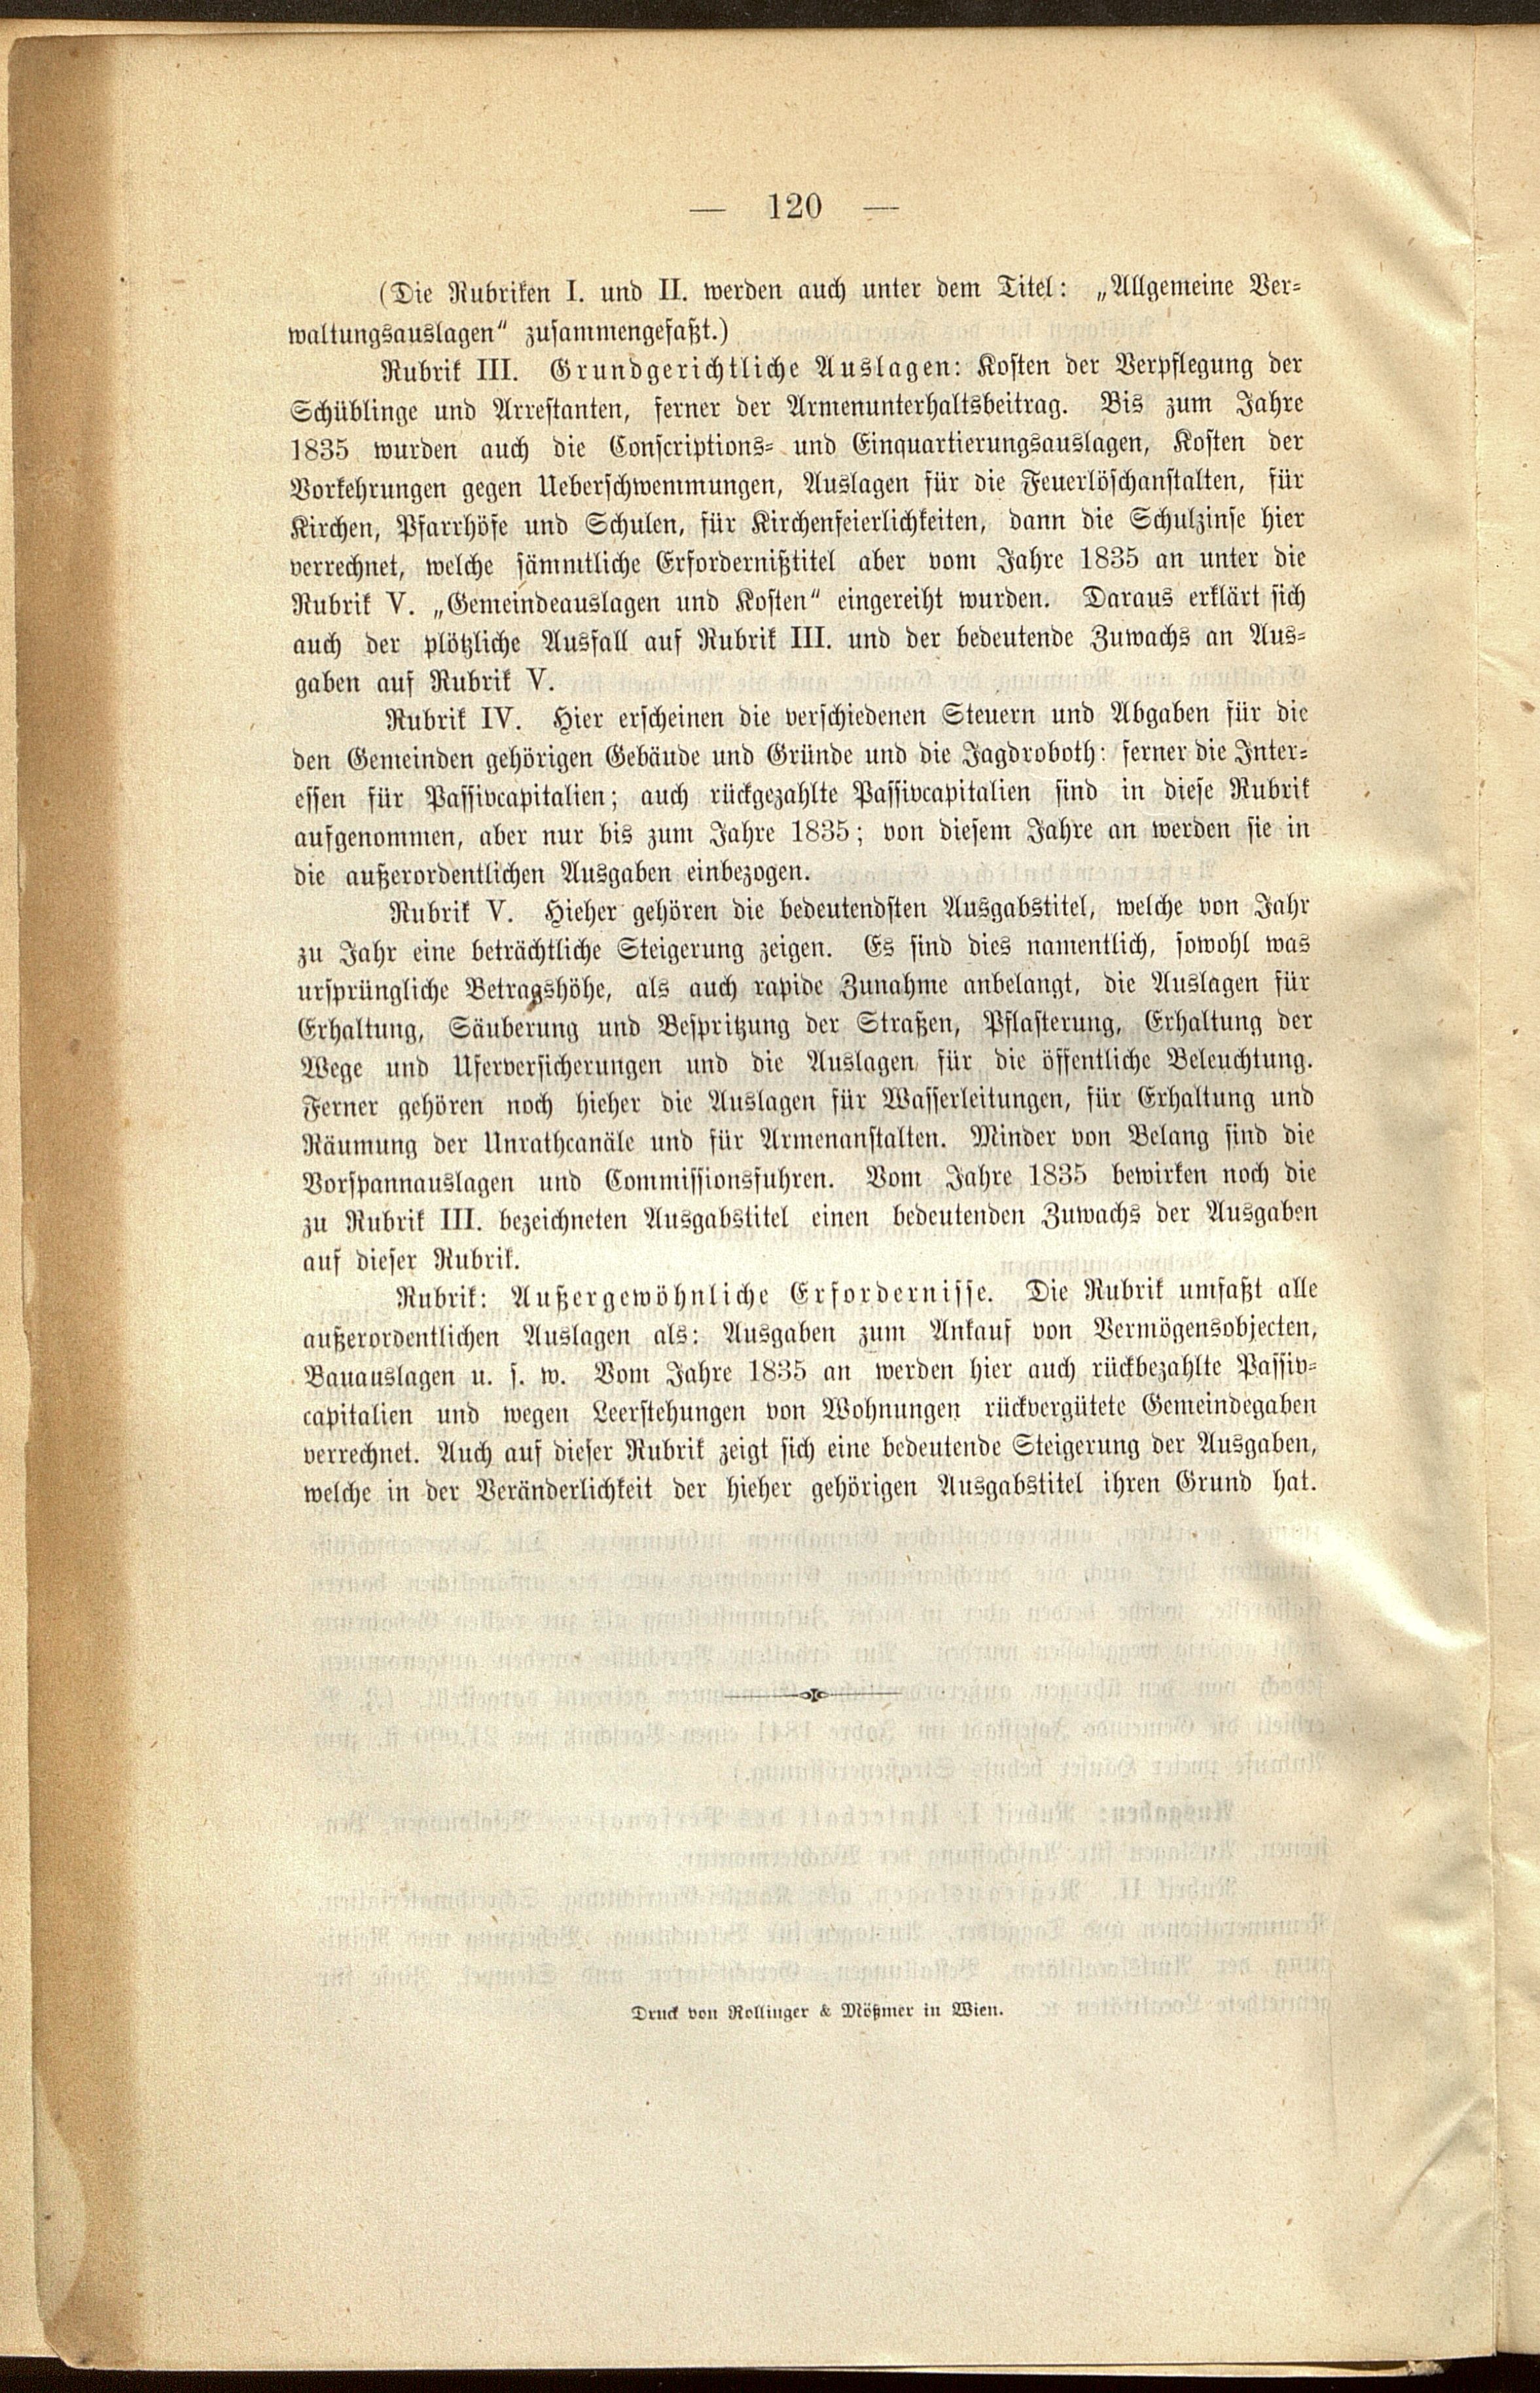 — 120 —
(Die Rubriken I. und II. werden auch unter dem Titel: „Allgemeine Ver-
waltungsauslagen“ zusammengefaßt.)
Rubrik III. Grundgerichtliche Auslagen: Kosten der Verpflegung der
Schüblinge und Arrestanten, ferner der Armenunterhaltsbeitrag. Bis zum Jahre
1835 wurden auch die Conscriptions- und Einquartierungsauslagen, Kosten der
Vorkehrungen gegen Ueberschwemmungen, Auslagen für die Feuerlöschanstalten, für
Kirchen, Pfarrhöfe und Schulen, für Kirchenfeierlichkeiten, dann die Schulzinse hier
verrechnet, welche sämmtliche Erfordernißtitel aber vom Jahre 1835 an unter die
Rubrik V. „Gemeindeauslagen und Kosten“ eingereiht wurden. Daraus erklärt sich
auch der plötzliche Ausfall auf Rubrik III. und der bedeutende Zuwachs an Aus-
gaben auf Rubrik V.
Rubrik IV. Hier erscheinen die verschiedenen Steuern und Abgaben für die
den Gemeinden gehörigen Gebäude und Gründe und die Jagdroboth: ferner die Inter-
essen für Passivcapitalien; auch rückgezahlte Passivcapitalien sind in diese Rubrik
aufgenommen, aber nur bis zum Jahre 1835; von diesem Jahre an werden sie in
die außerordentlichen Ausgaben einbezogen.
Rubrik V. Hieher gehören die bedeutendsten Ausgabstitel, welche von Jahr
zu Jahr eine beträchtliche Steigerung zeigen. Es sind dies namentlich, sowohl was
ursprüngliche Betragshöhe, als auch rapide Zunahme anbelangt, die Auslagen für
Erhaltung, Säuberung und Bespritzung der Straßen, Pflasterung, Erhaltung der
Wege und Uferversicherungen und die Auslagen für die öffentliche Beleuchtung.
Ferner gehören noch hieher die Auslagen für Wasserleitungen, für Erhaltung und
Räumung der Unrathcanäle und für Armenanstalten. Minder von Belang sind die
Vorspannauslagen und Commissionsfuhren. Vom Jahre 1835 bewirken noch die
zu Rubrik III. bezeichneten Ausgabstitel einen bedeutenden Zuwachs der Ausgaben
auf dieser Rubrik.
Rubrik: Außergewöhnliche Erfordernisse. Die Rubrik umfaßt alle
außerordentlichen Auslagen als: Ausgaben zum Ankauf von Vermögensobjecten,
Bauauslagen u. s. w. Vom Jahre 1835 an werden hier auch rückbezahlte Passiv-
capitalien und wegen Leerstehungen von Wohnungen rückvergütete Gemeindegaben
verrechnet. Auch auf dieser Rubrik zeigt sich eine bedeutende Steigerung der Ausgaben,
welche in der Veränderlichkeit der hieher gehörigen Ausgabstitel ihren Grund hat.
Druck von Rollinger & Mößmer in Wien.